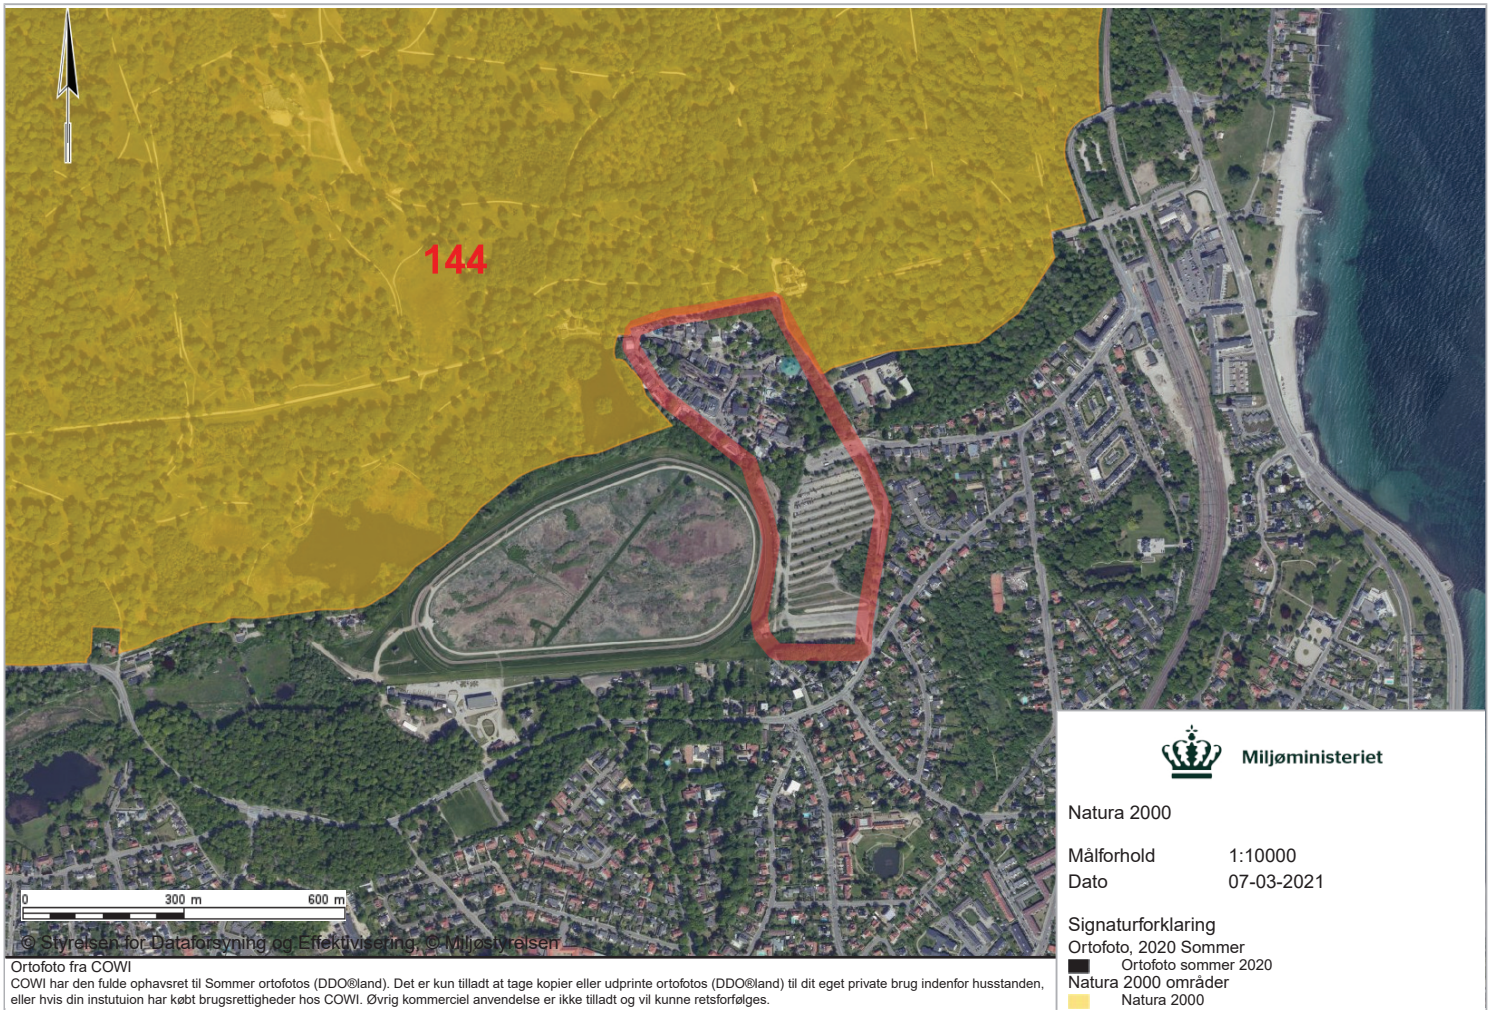 144
0 300 m 600 m
© Styrelsen for Dataforsyning og Effektivisering, © Miljøstyrelsen
Ortofoto fra COWI
COWI har den fulde ophavsret til Sommer ortofotos (DDO®land). Det er kun tilladt at tage kopier eller udprinte ortofotos (DDO®land) til dit eget private brug indenfor husstanden,
eller hvis din instutuion har købt brugsrettigheder hos COWI. Øvrig kommerciel anvendelse er ikke tilladt og vil kunne retsforfølges.
Miljøministeriet
Natura 2000
Målforhold 1:10000
Dato 07-03-2021
Signaturforklaring
Ortofoto, 2020 Sommer
Ortofoto sommer 2020
Natura 2000 områder
Natura 2000